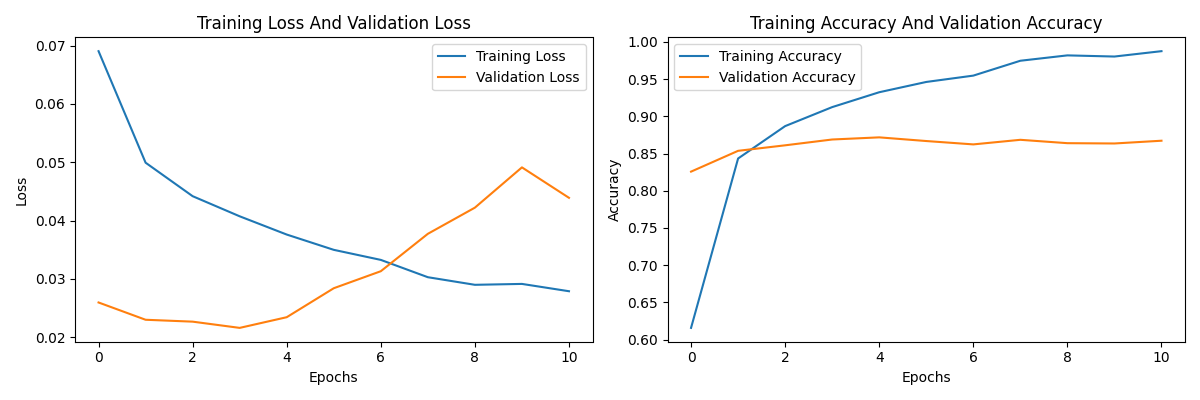 Training Loss And Validation Loss
Training Loss
Validation Loss
0.07
0.06
0.05
0.04
0.03
0.02
Loss
0 2 4 6 8 10
Epochs
Training Accuracy And Validation Accuracy
Training Accuracy
Validation Accuracy
1.00
0.95
0.90
0.85
0.80
0.75
0.70
0.65
0.60
Accuracy
0 2 4 6 8 10
Epochs